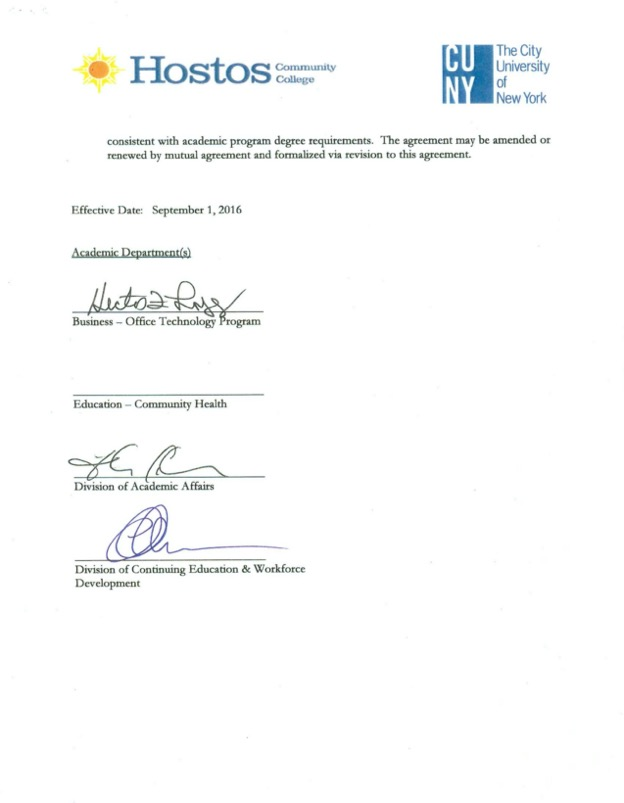 Hostos Community
College
CU
NY
The City
University
of
New York
consistent with academic program degree requirements. The agreement may be amended or
renewed by mutual agreement and formalized via revision to this agreement.
Effective Date: September 1, 2016
Academic Department(s)
Business – Office Technology Program
Education – Community Health
Division of Academic Affairs
Division of Continuing Education & Workforce
Development